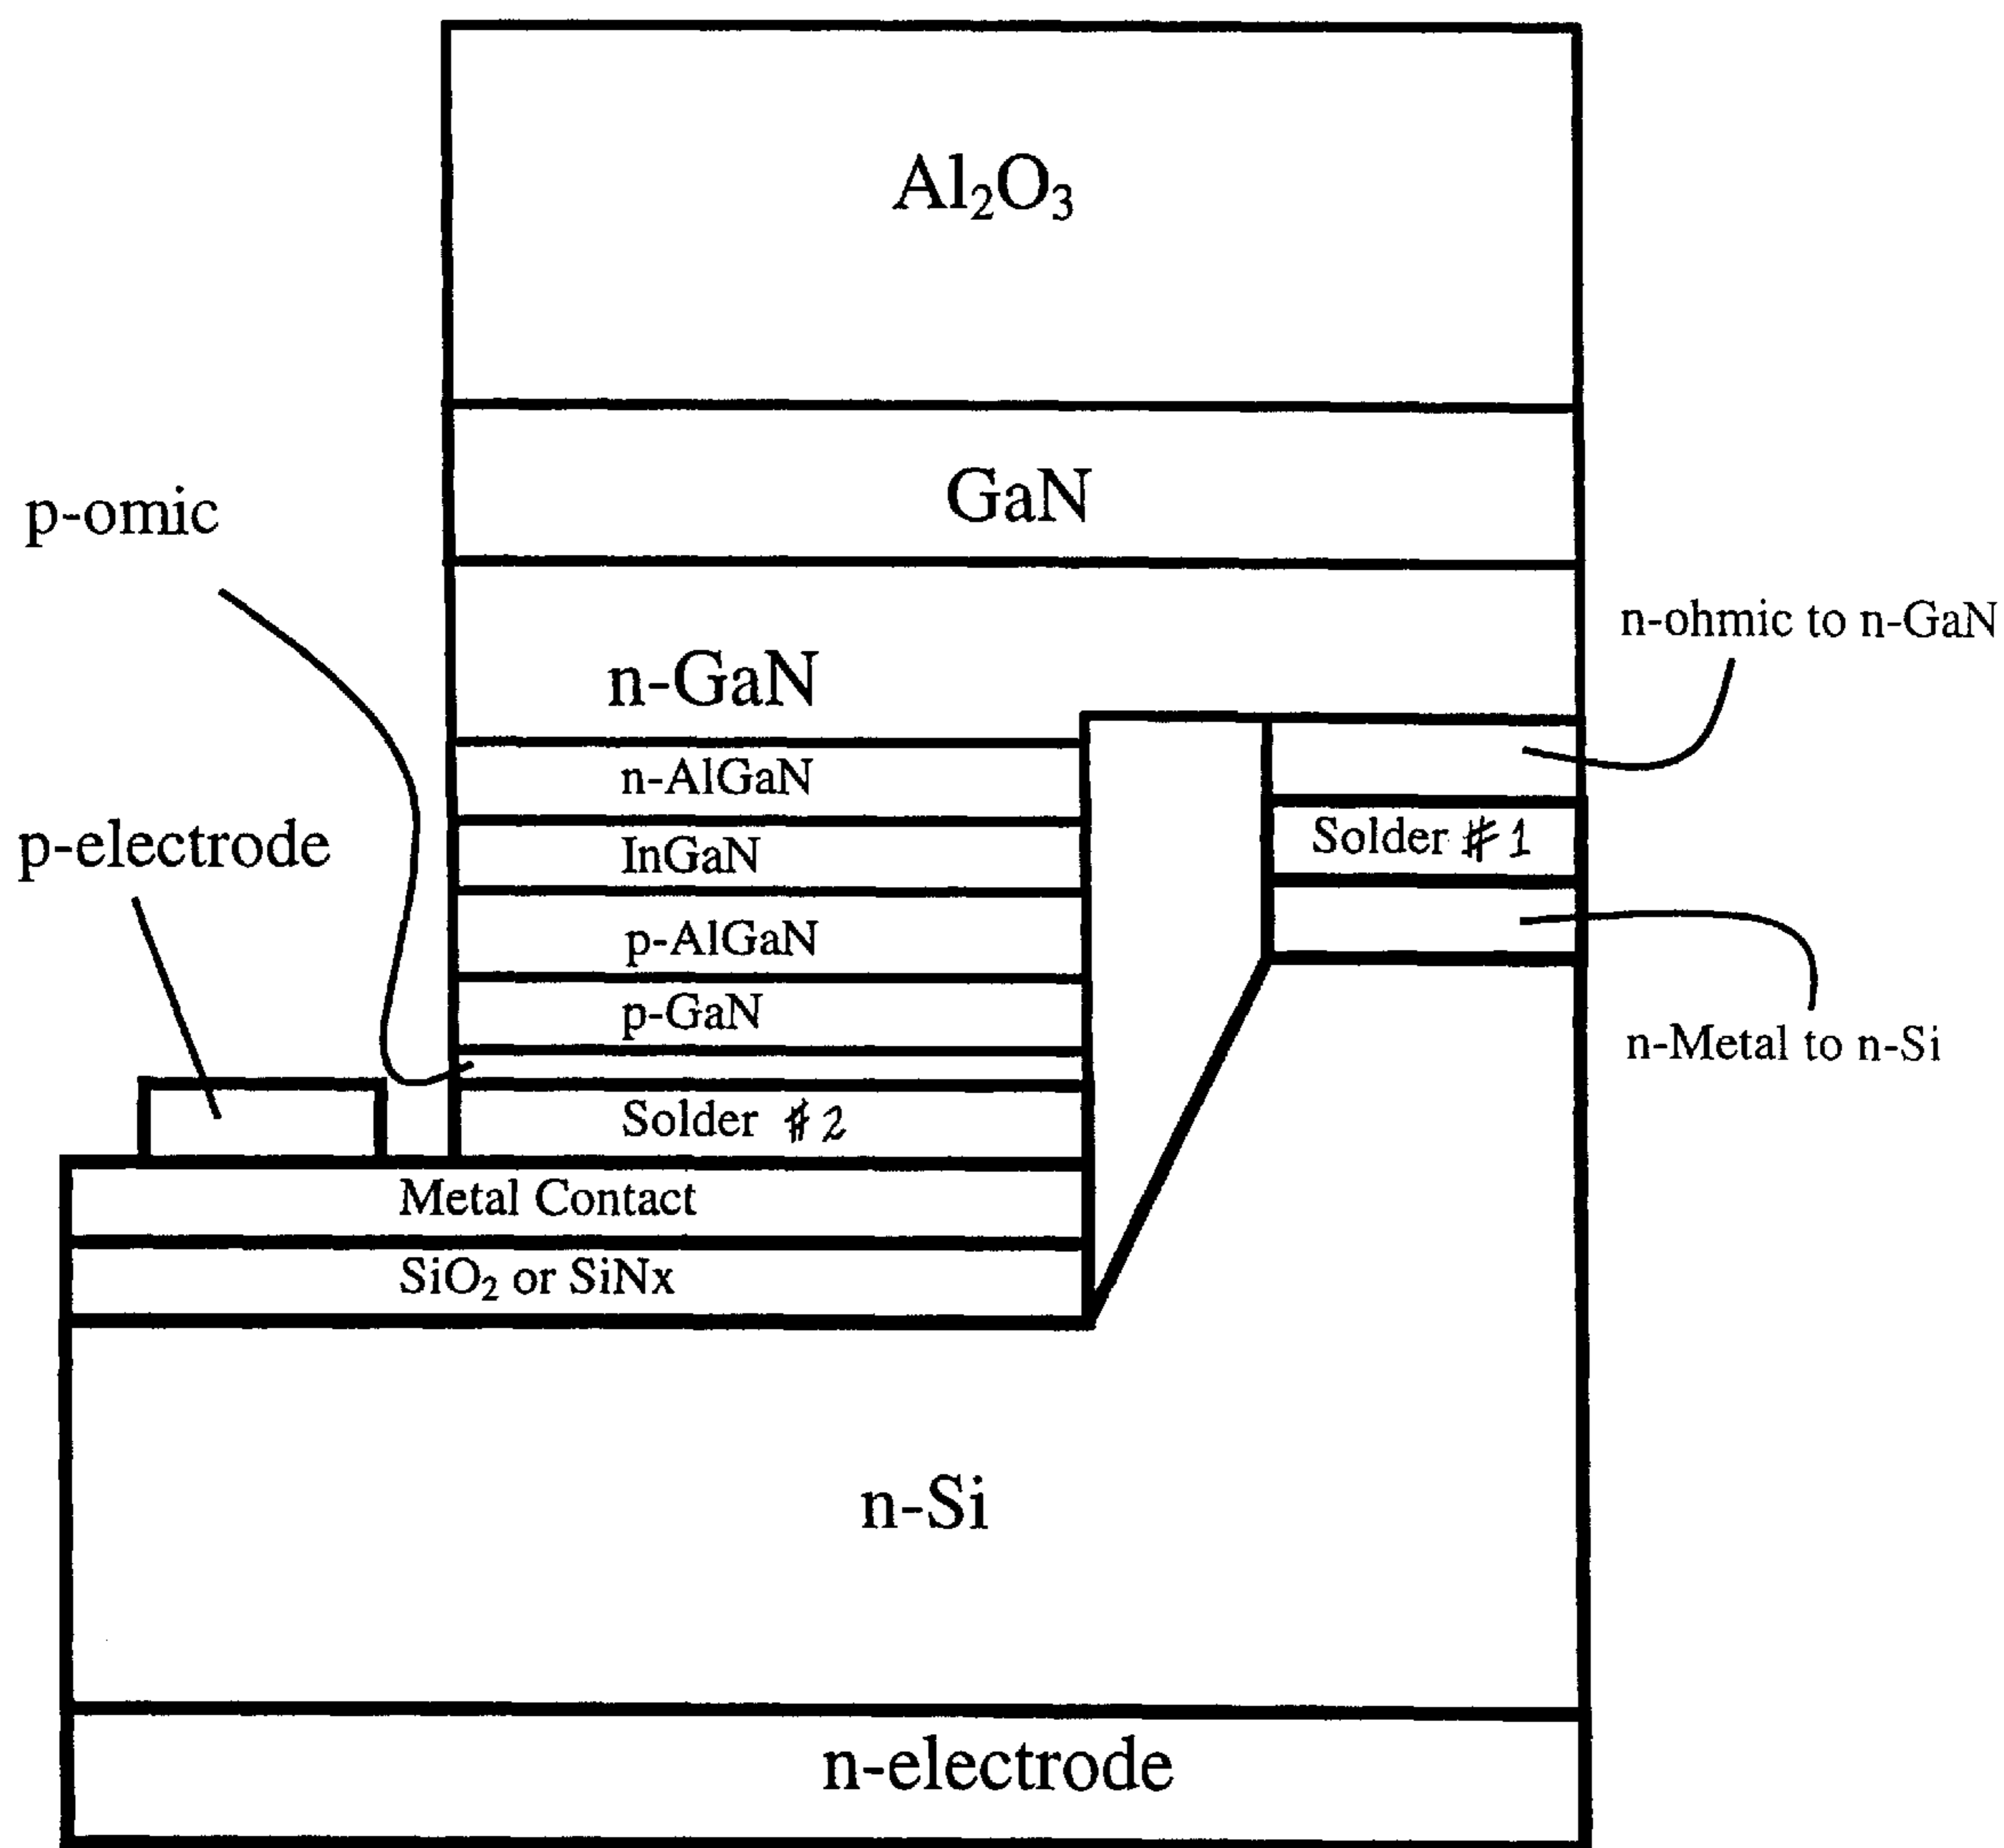 Al₂O₃
GaN
p-omic
n-ohmic to n-GaN
n-GaN
n-AlGaN
p-electrode
Solder #1
InGaN
p-AlGaN
p-GaN
n-Metal to n-Si
Solder #2
Metal Contact
SiO₂ or SiNx
n-Si
n-electrode